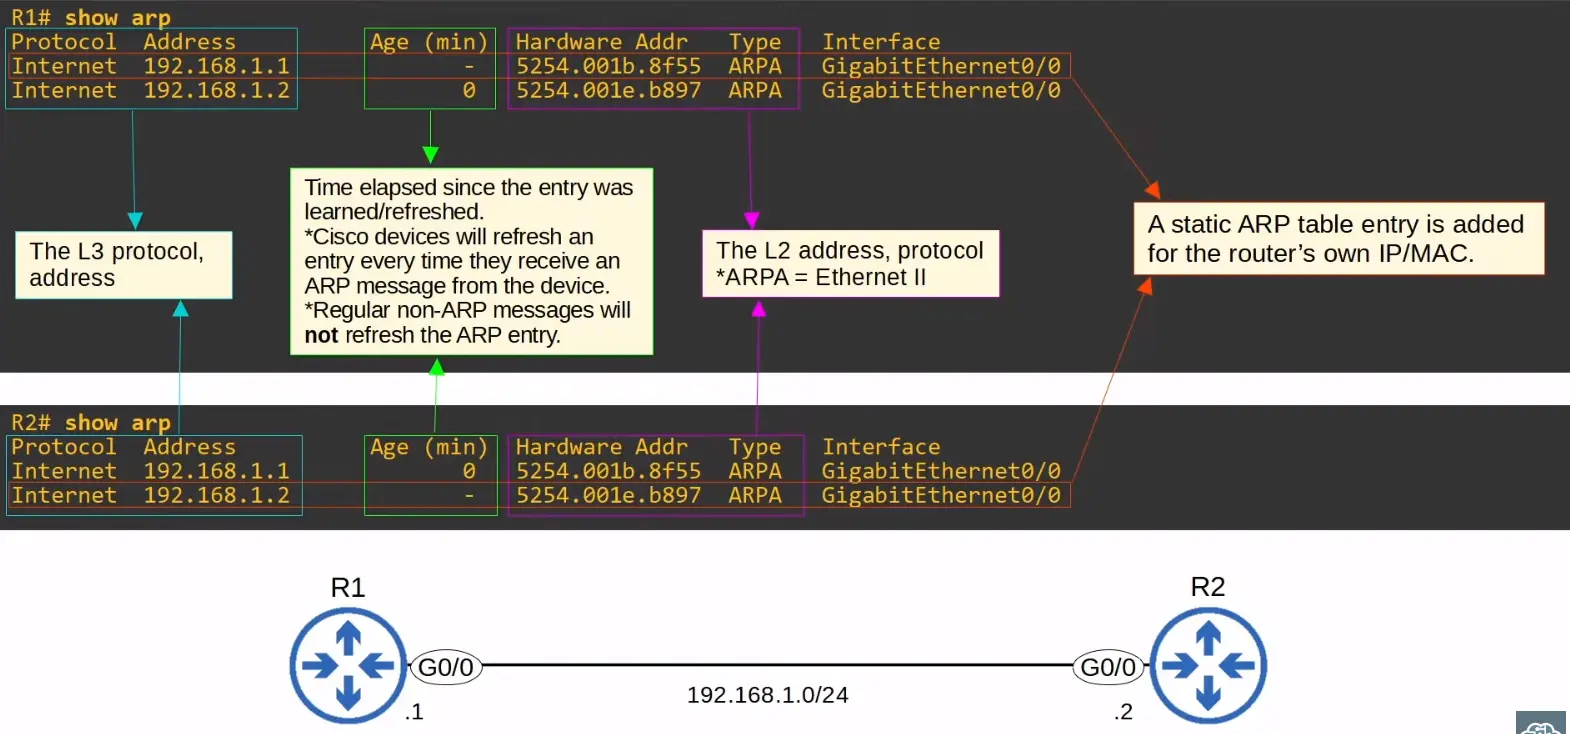 R1# show arp
Protocol Address Age (min) Hardware Addr Type Interface
Internet 192.168.1.1 - 5254.001b.8f55 ARPA GigabitEthernet0/0
Internet 192.168.1.2 0 5254.001e.b897 ARPA GigabitEthernet0/0
The L3 protocol,
address
Time elapsed since the entry was
learned/refreshed.
*Cisco devices will refresh an
entry every time they receive an
ARP message from the device.
*Regular non-ARP messages will
not refresh the ARP entry.
The L2 address, protocol
*ARPA = Ethernet II
A static ARP table entry is added
for the router’s own IP/MAC.
R2# show arp
Protocol Address Age (min) Hardware Addr Type Interface
Internet 192.168.1.1 0 5254.001b.8f55 ARPA GigabitEthernet0/0
Internet 192.168.1.2 - 5254.001e.b897 ARPA GigabitEthernet0/0
R1
R2
G0/0
G0/0
192.168.1.0/24
.1
.2